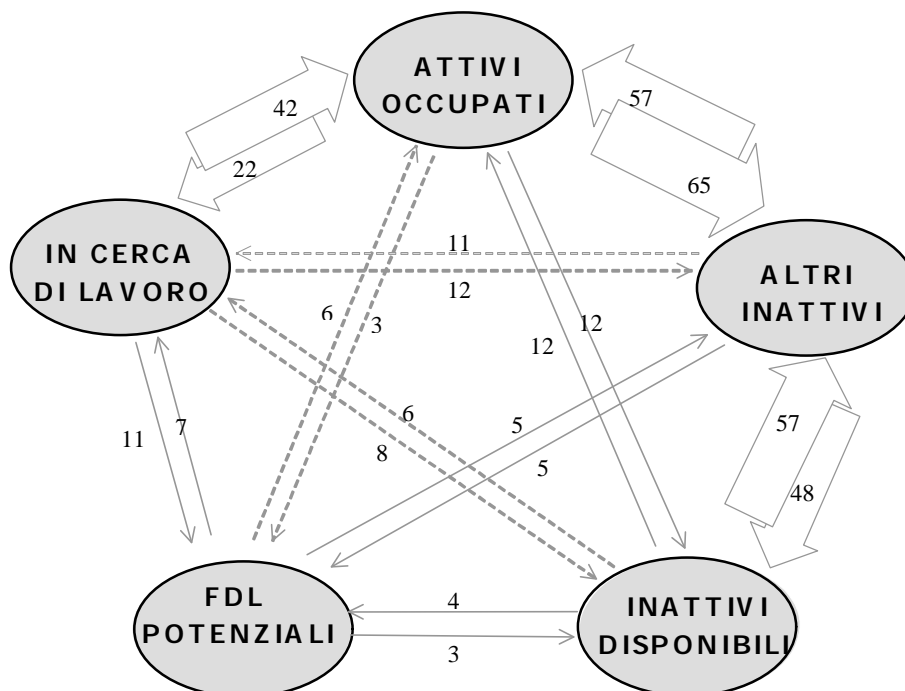 ATTIVI
OCCUPATI
42
57
22
65
IN CERCA
DI LAVORO
11
12
ALTRI
INATTIVI
6
3
12
12
11
7
6
8
5
5
57
48
FDL
POTENZIALI
4
3
INATTIVI
DISPONIBILI